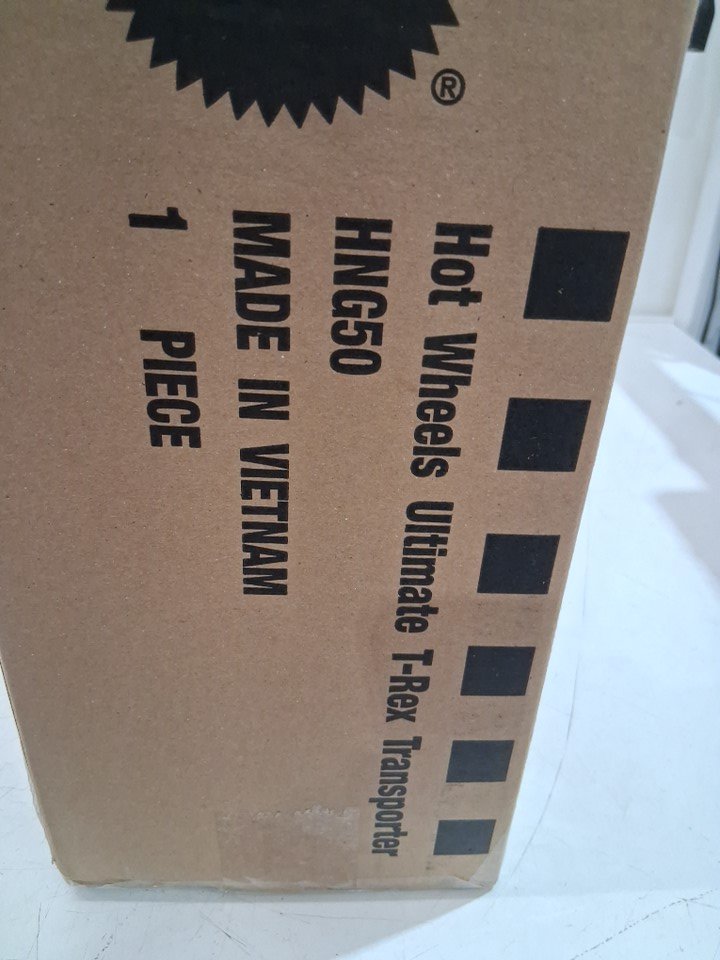 ®
Hot Wheels Ultimate T-Rex Transporter
HNG50
MADE IN VIETNAM
1 PIECE